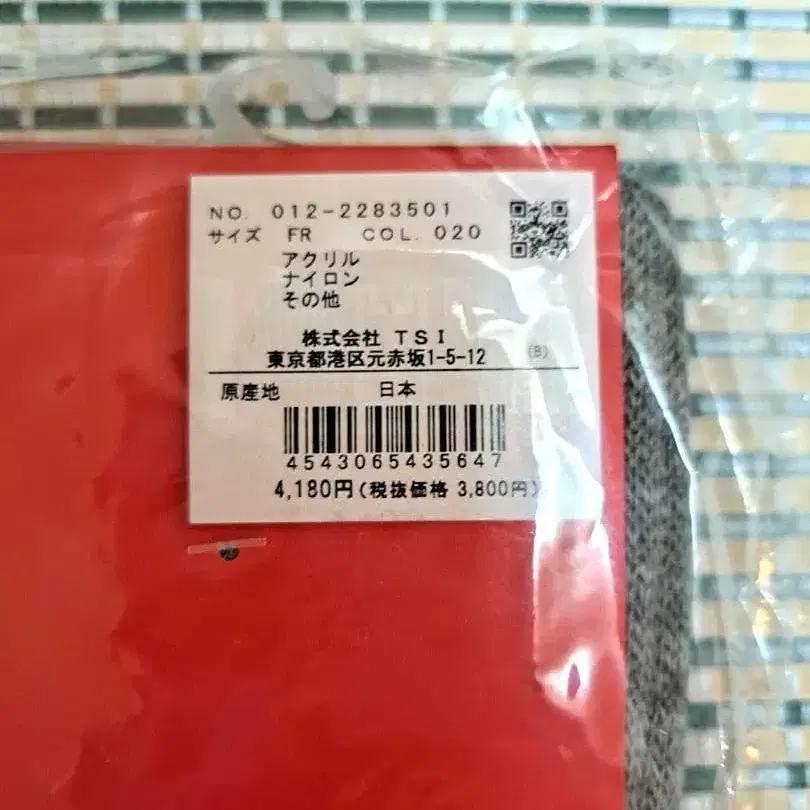 NO. 012-2283501
サイズ FR COL. 020
アクリル
ナイロン
その他
株式会社 TSI
東京都港区元赤坂1-5-12 (B)
原産地 日本
4543065435647
4,180円(税抜価格 3,800円)